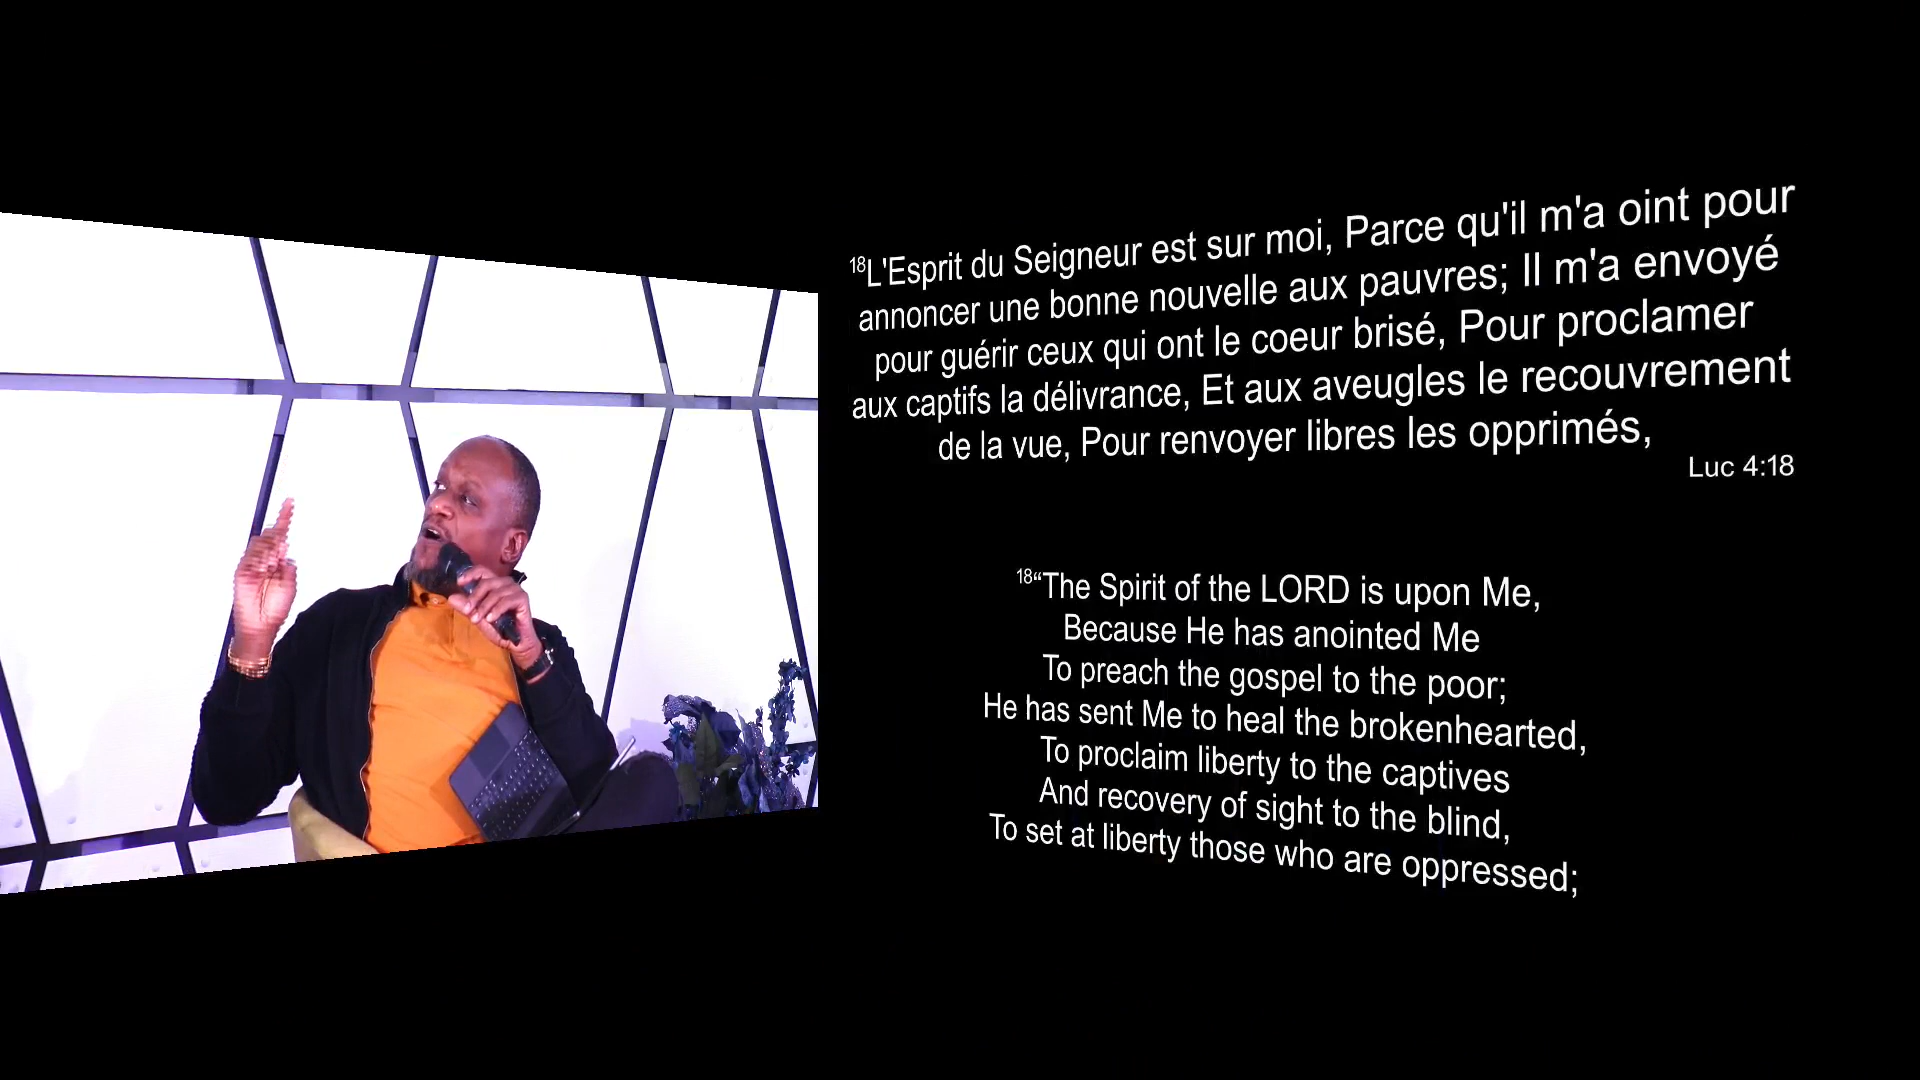 18L'Esprit du Seigneur est sur moi, Parce qu'il m'a oint pour
annoncer une bonne nouvelle aux pauvres; Il m'a envoyé
pour guérir ceux qui ont le coeur brisé, Pour proclamer
aux captifs la délivrance, Et aux aveugles le recouvrement
de la vue, Pour renvoyer libres les opprimés,
Luc 4:18
18“The Spirit of the LORD is upon Me,
Because He has anointed Me
To preach the gospel to the poor;
He has sent Me to heal the brokenhearted,
To proclaim liberty to the captives
And recovery of sight to the blind,
To set at liberty those who are oppressed;